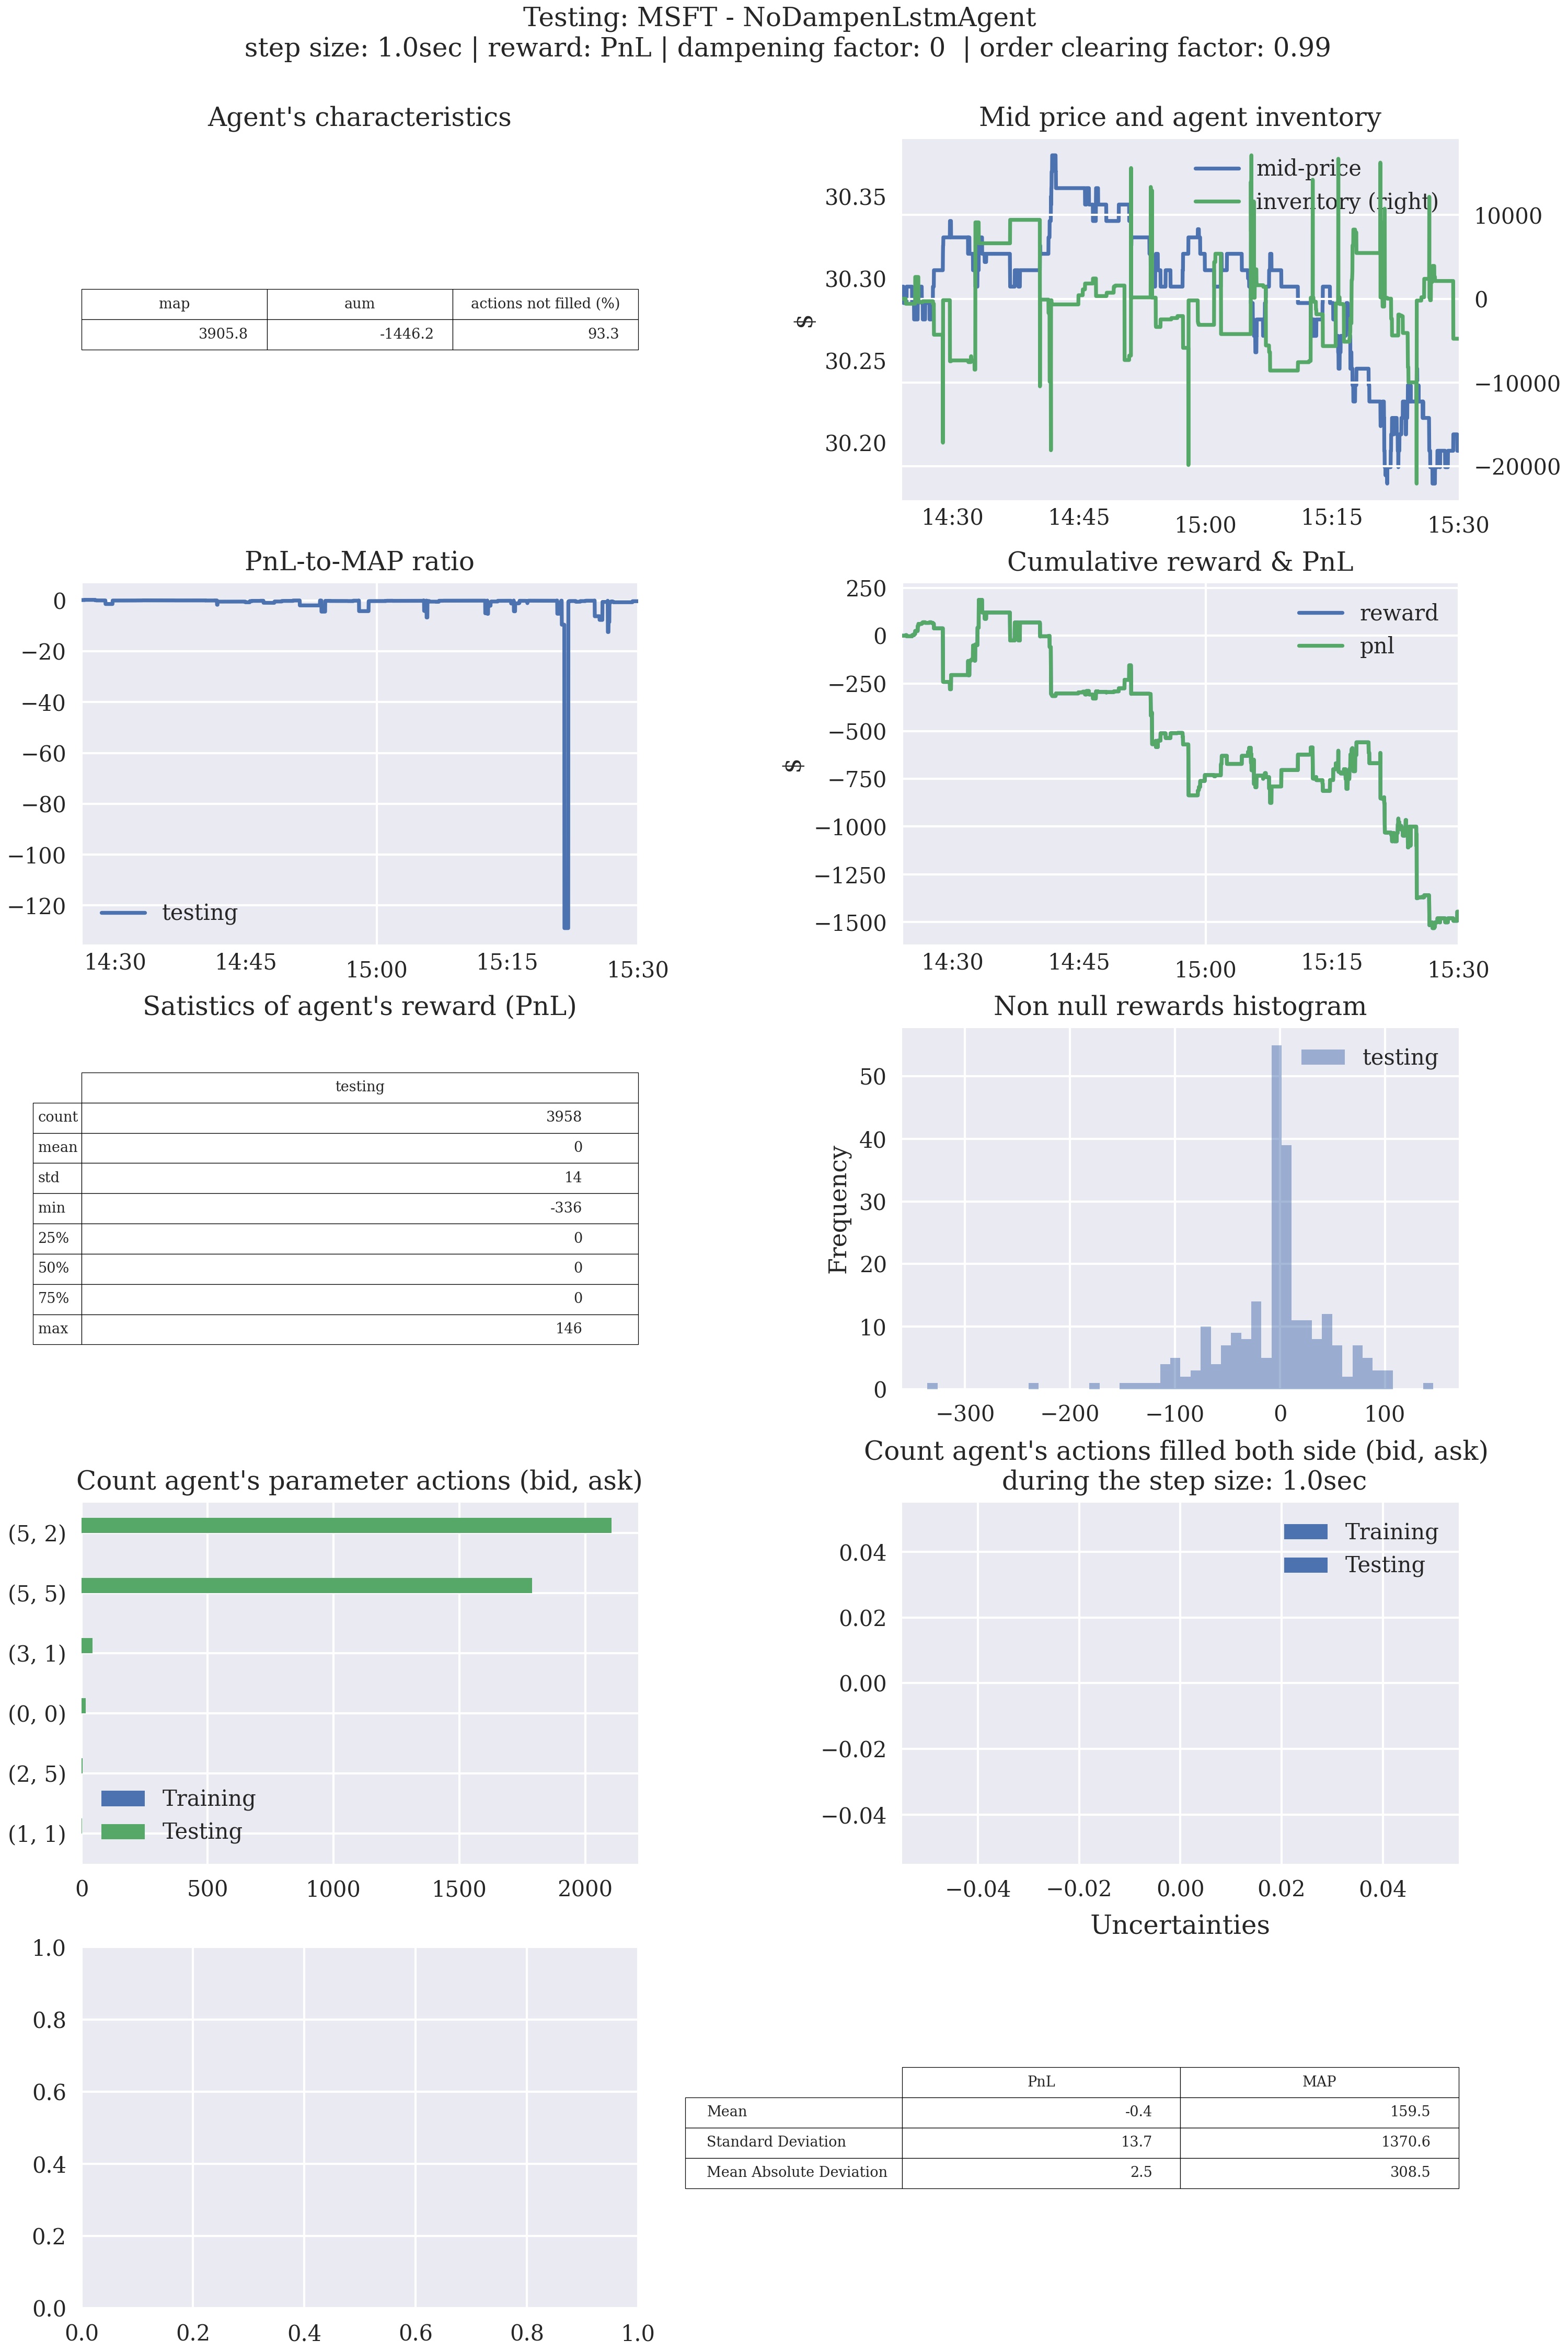 Testing: MSFT - NoDampenLstmAgent
step size: 1.0sec | reward: PnL | dampening factor: 0 | order clearing factor: 0.99
Agent's characteristics
map aum actions not filled (%)
3905.8 -1446.2 93.3
Mid price and agent inventory
mid-price
inventory (right)
$
30.35
30.30
30.25
30.20
10000
0
−10000
−20000
14:30 14:45 15:00 15:15 15:30
PnL-to-MAP ratio
0
−20
−40
−60
−80
−100
−120
testing
14:30 14:45 15:00 15:15 15:30
Cumulative reward & PnL
reward
pnl
$
250
0
−250
−500
−750
−1000
−1250
−1500
14:30 14:45 15:00 15:15 15:30
Satistics of agent's reward (PnL)
testing
count 3958
mean 0
std 14
min -336
25% 0
50% 0
75% 0
max 146
Non null rewards histogram
testing
Frequency
50
40
30
20
10
0
−300 −200 −100 0 100
Count agent's parameter actions (bid, ask)
(5, 2)
(5, 5)
(3, 1)
(0, 0)
(2, 5)
(1, 1)
Training
Testing
0 500 1000 1500 2000
Count agent's actions filled both side (bid, ask)
during the step size: 1.0sec
Training
Testing
0.04
0.02
0.00
−0.02
−0.04
−0.04 −0.02 0.00 0.02 0.04
1.0
0.8
0.6
0.4
0.2
0.0
0.0 0.2 0.4 0.6 0.8 1.0
Uncertainties
PnL MAP
Mean -0.4 159.5
Standard Deviation 13.7 1370.6
Mean Absolute Deviation 2.5 308.5